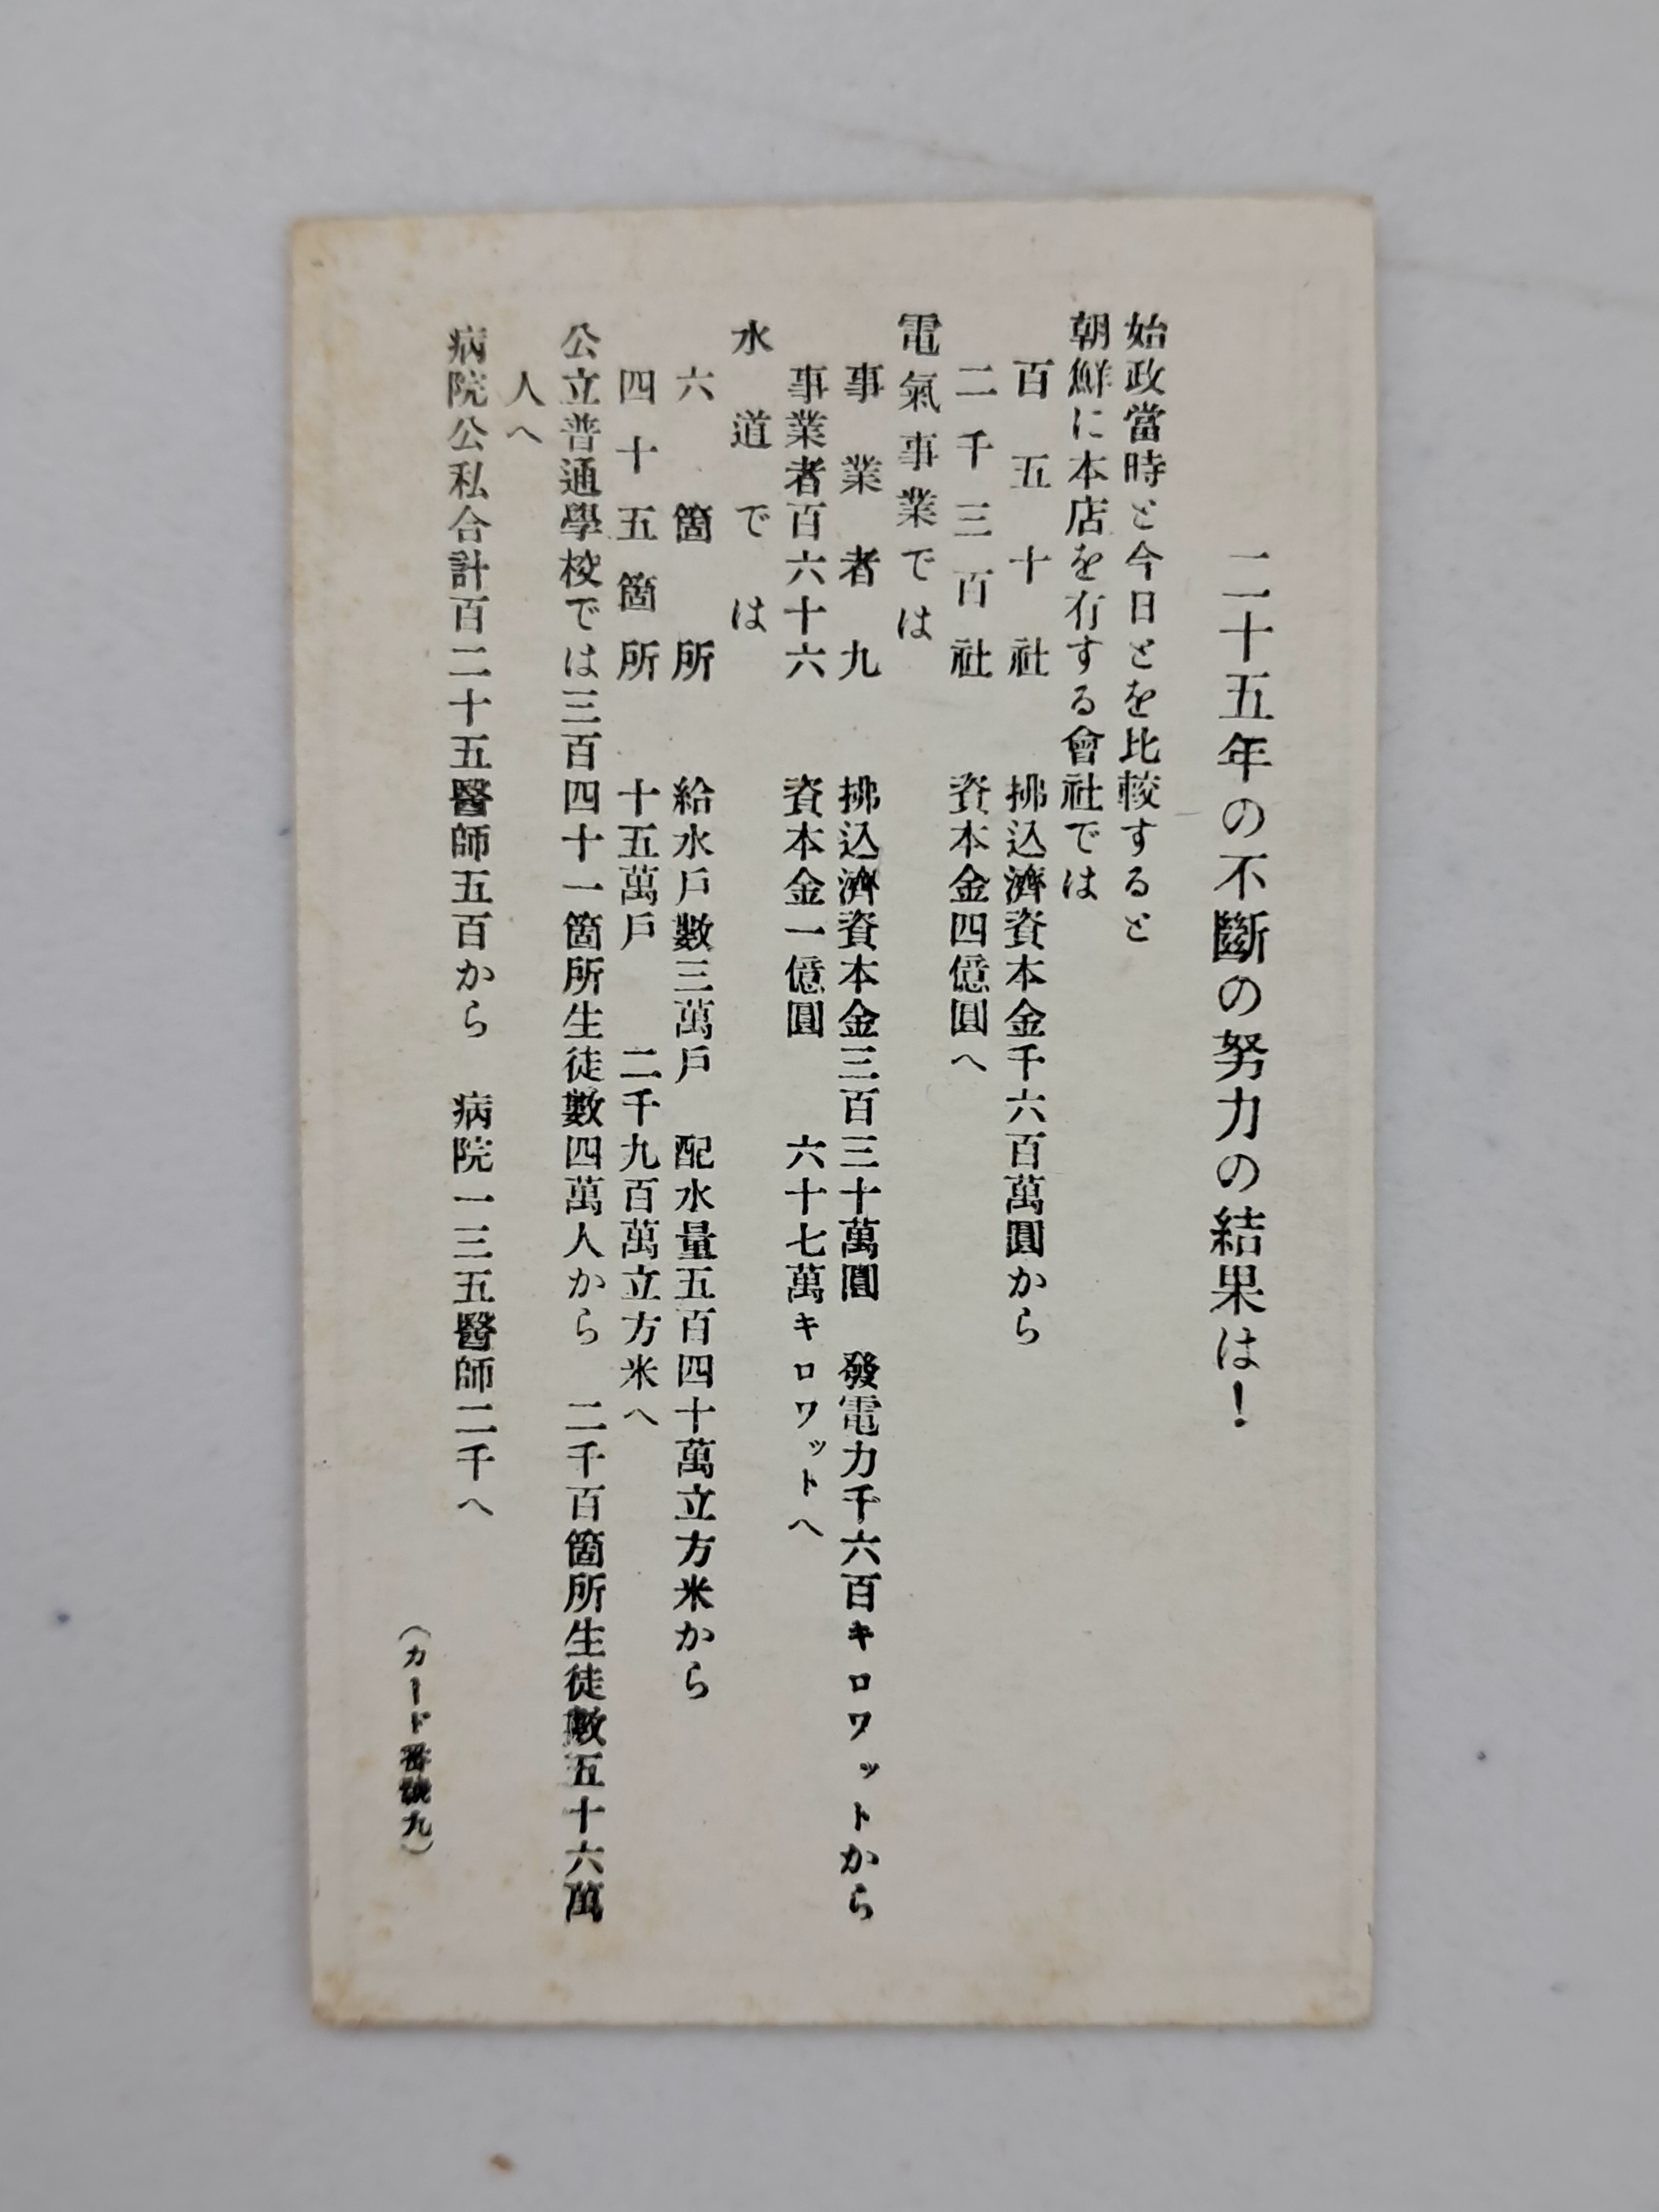 二十五年の不斷の努力の結果は！
始政當時と今日とを比較すると
朝鮮に本店を有する會社では
百五十社 拂込濟資本金千六百萬圓から
二千三百社 資本金四億圓へ
電氣事業では
事業者九 拂込濟資本金三百三十萬圓 發電力千六百キロワットから
事業者百六十六 資本金一億圓 六十七萬キロワットへ
水道では
六箇所 給水戶數三萬戶 配水量五百四十萬立方米から
四十五箇所 十五萬戶 二千九百萬立方米へ
公立普通學校では三百四十一箇所生徒數四萬人から 二千百箇所生徒數五十六萬
人へ
病院公私合計百二十五醫師五百から 病院一三五醫師二千へ
（カード番號九）